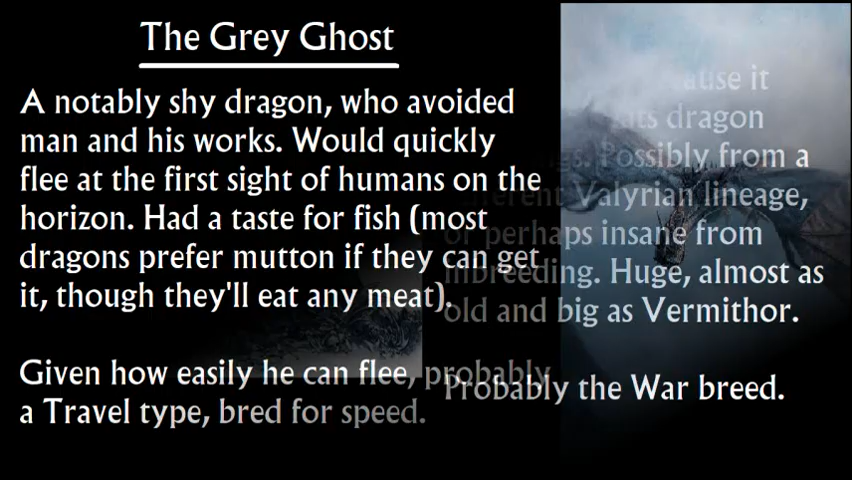 The Grey Ghost
A notably shy dragon, who avoided
man and his works. Would quickly
flee at the first sight of humans on the
horizon. Had a taste for fish (most
dragons prefer mutton if they can get
it, though they'll eat any meat).
Given how easily he can flee, probably
a Travel type, bred for speed.
it
dragon
Possibly from a
Valyrian lineage,
or perhaps insane from
inbreeding. Huge, almost as
old and big as Vermithor.
Probably the War breed.